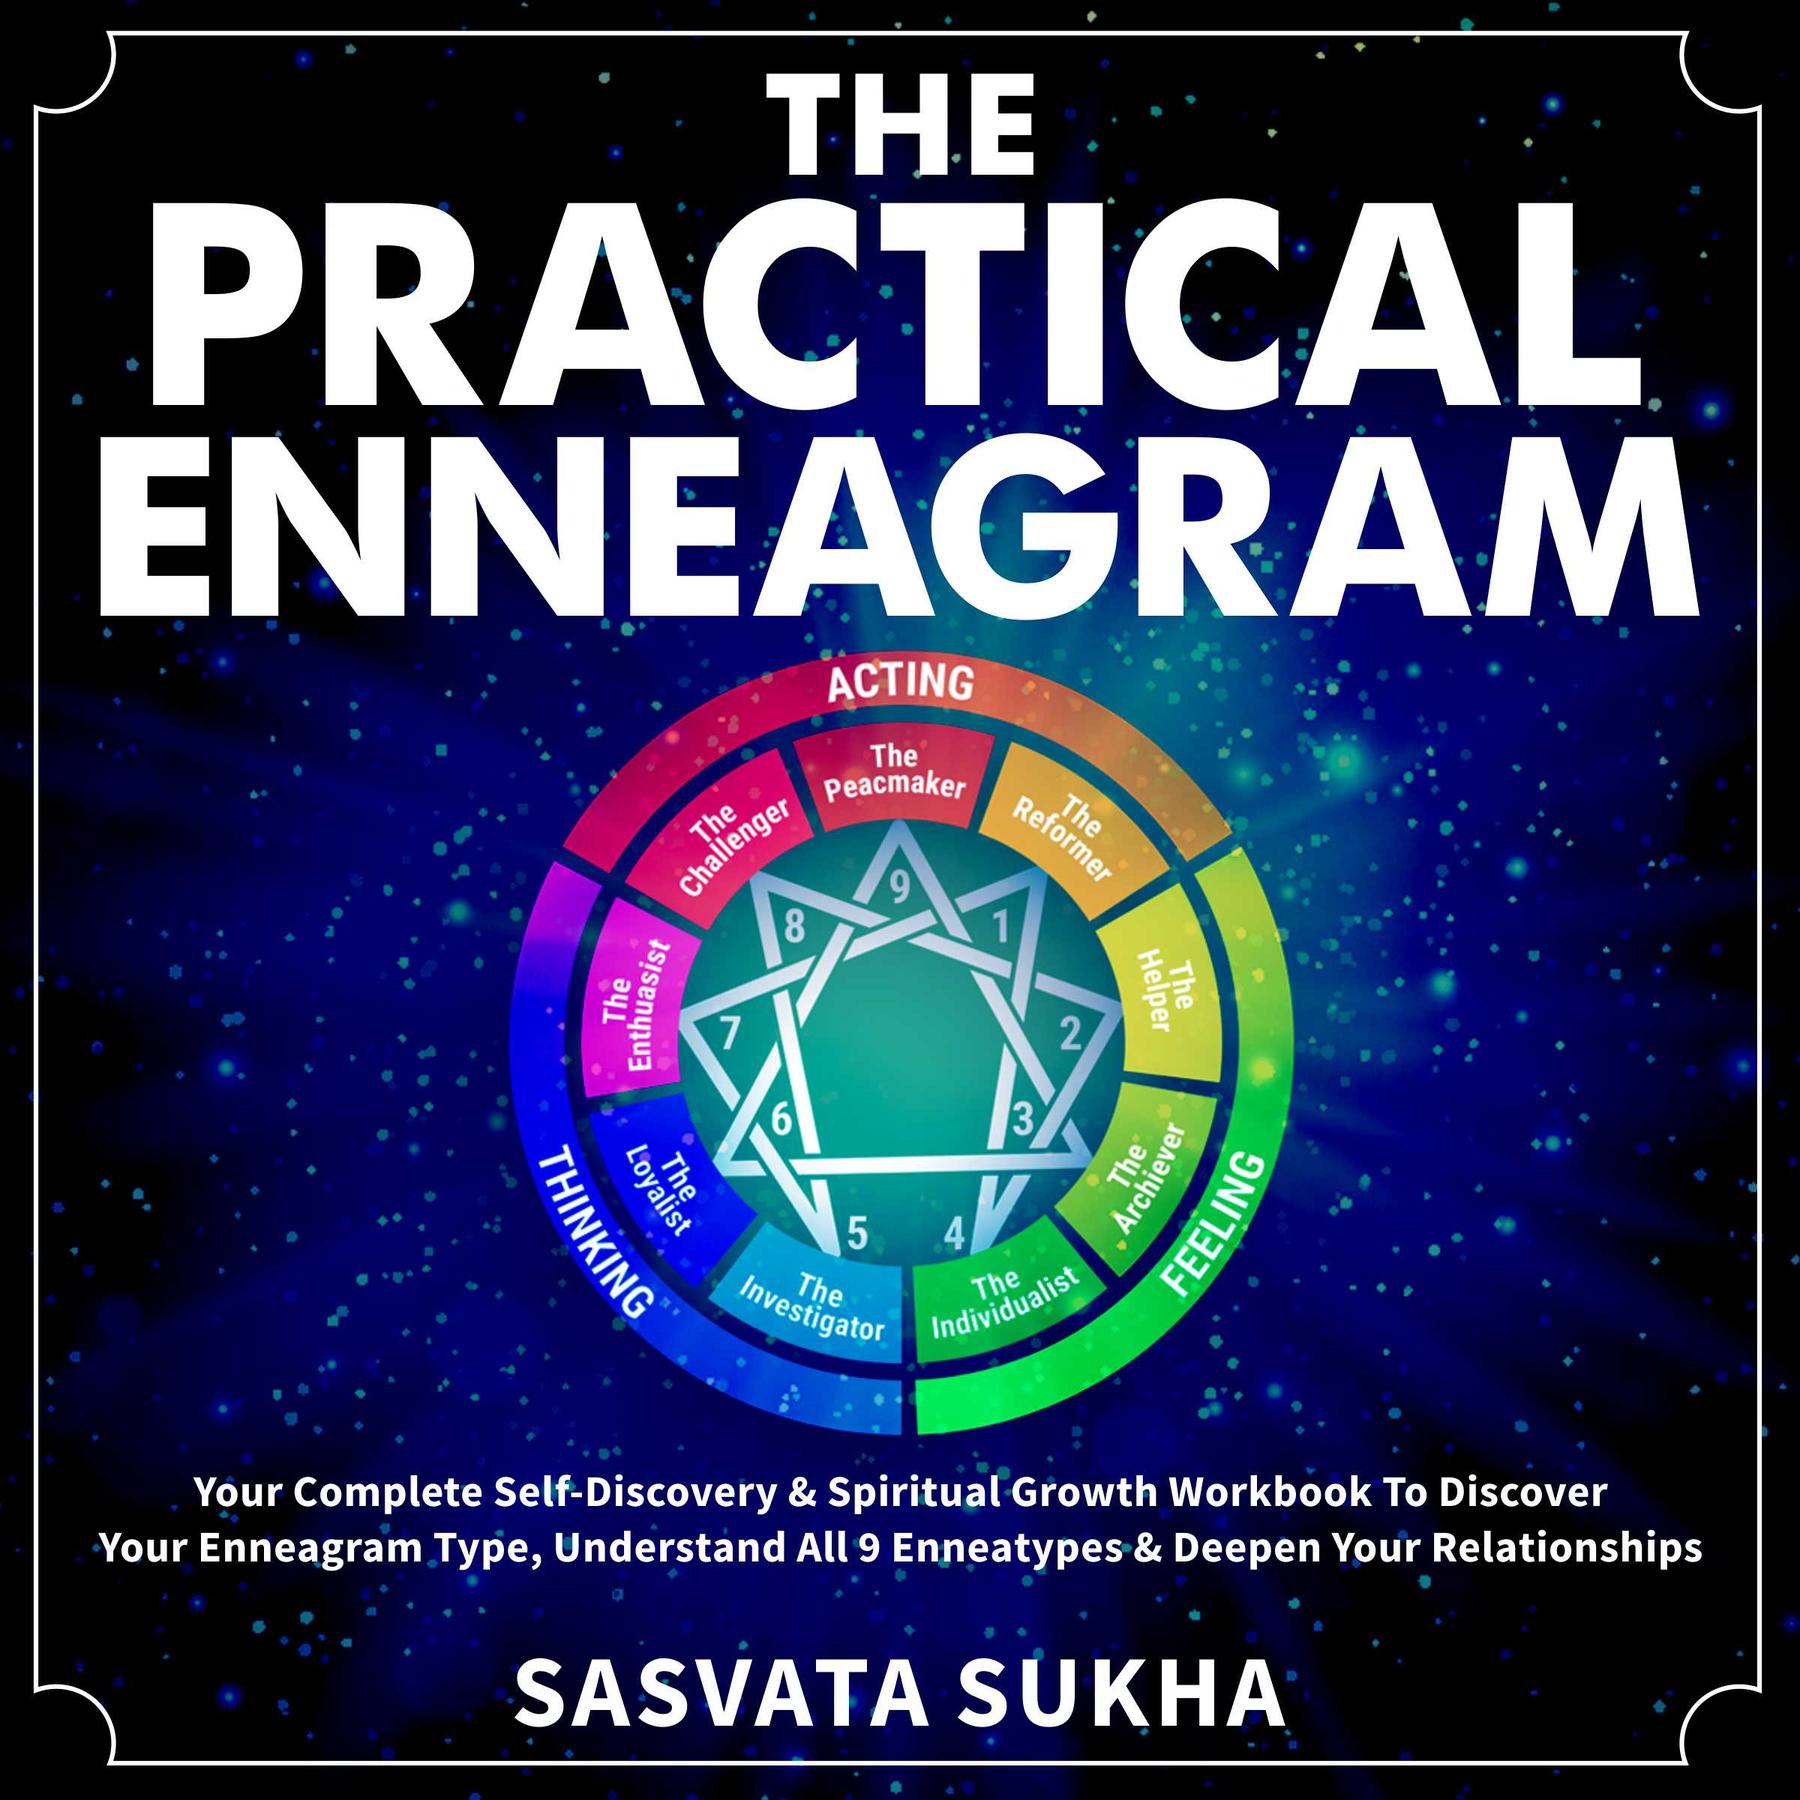 THE
PRACTICAL
ENNEAGRAM
ACTING
The
Peacmaker
The
Challenger
The
Reformer
The
Enthusiast
The
Helper
The
Loyalist
The
Archiever
The
Investigator
The
Individualist
THINKING
FEELING
9
8
1
7
2
6
3
5
4
Your Complete Self-Discovery & Spiritual Growth Workbook To Discover
Your Enneagram Type, Understand All 9 Enneatypes & Deepen Your Relationships
SASVATA SUKHA